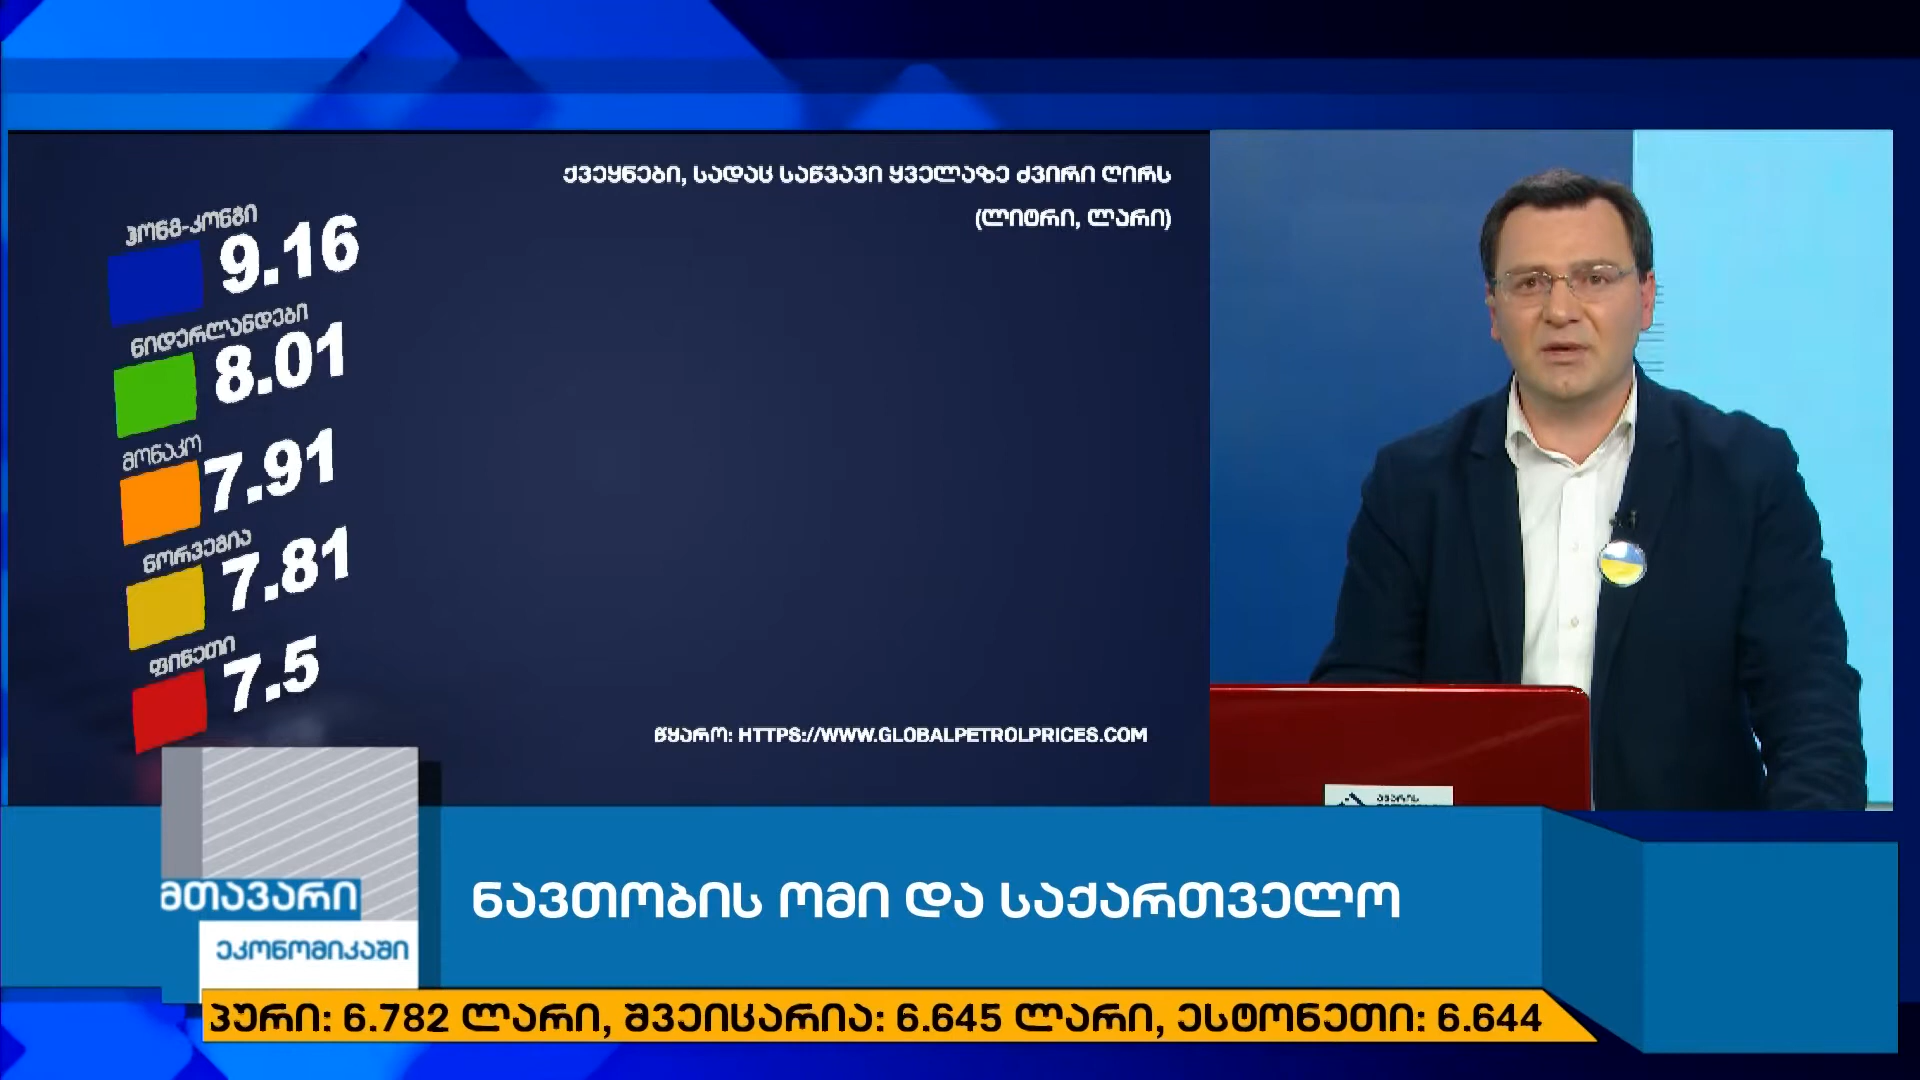 ქვეყნები, სადაც საწვავი ყველაზე ძვირი ღირს
(ლიტრი, ლარი)
ჰონგ-კონგი
9.16
ნიდერლანდები
8.01
მონაკო
7.91
ნორვეგია
7.81
ფინეთი
7.5
წყარო: HTTPS://WWW.GLOBALPETROLPRICES.COM
აჭარის
მთავარი
ეკონომიკაში
ნავთობის ომი და საქართველო
პური: 6.782 ლარი, შვეიცარია: 6.645 ლარი, ესტონეთი: 6.644